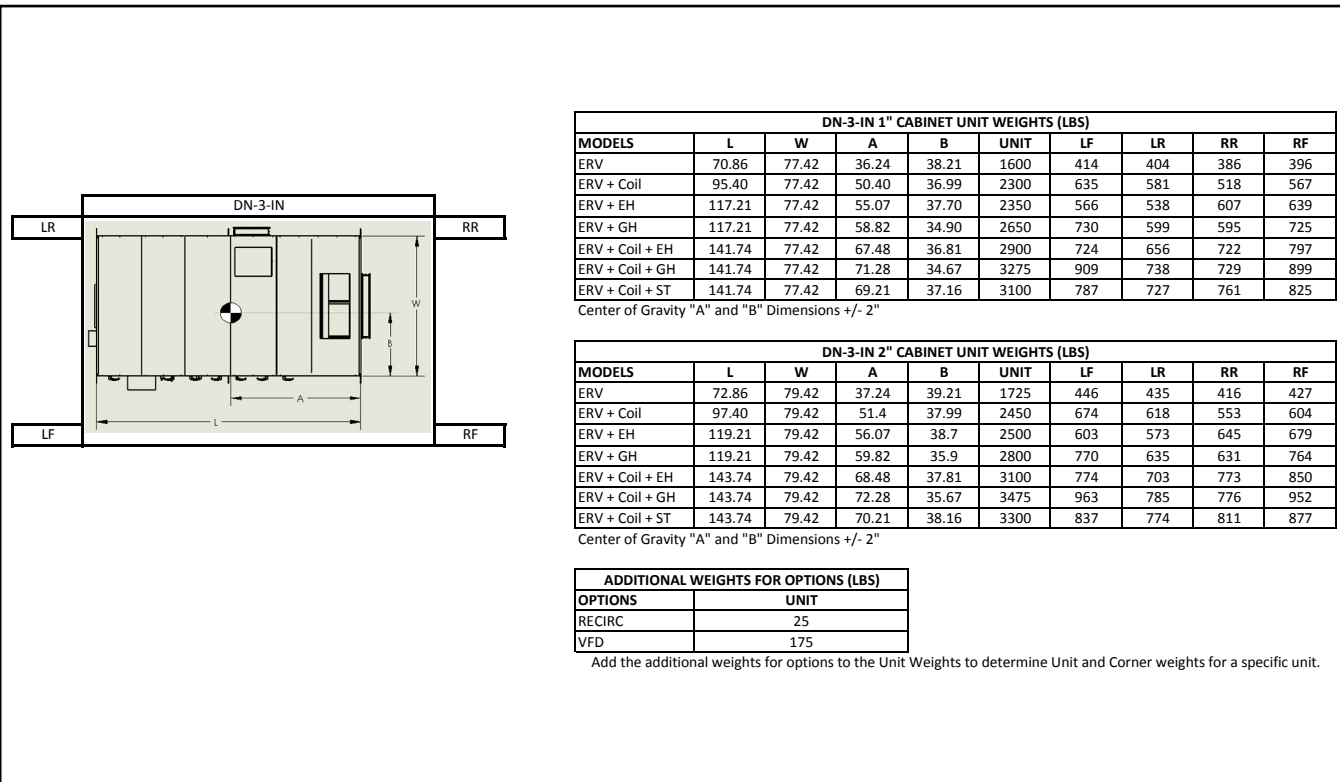 DN-3-IN
LR RR
W
B
A
L
LF RF
DN-3-IN 1" CABINET UNIT WEIGHTS (LBS)
MODELS L W A B UNIT LF LR RR RF
ERV 70.86 77.42 36.24 38.21 1600 414 404 386 396
ERV + Coil 95.40 77.42 50.40 36.99 2300 635 581 518 567
ERV + EH 117.21 77.42 55.07 37.70 2350 566 538 607 639
ERV + GH 117.21 77.42 58.82 34.90 2650 730 599 595 725
ERV + Coil + EH 141.74 77.42 67.48 36.81 2900 724 656 722 797
ERV + Coil + GH 141.74 77.42 71.28 34.67 3275 909 738 729 899
ERV + Coil + ST 141.74 77.42 69.21 37.16 3100 787 727 761 825
Center of Gravity "A" and "B" Dimensions +/- 2"
DN-3-IN 2" CABINET UNIT WEIGHTS (LBS)
MODELS L W A B UNIT LF LR RR RF
ERV 72.86 79.42 37.24 39.21 1725 446 435 416 427
ERV + Coil 97.40 79.42 51.4 37.99 2450 674 618 553 604
ERV + EH 119.21 79.42 56.07 38.7 2500 603 573 645 679
ERV + GH 119.21 79.42 59.82 35.9 2800 770 635 631 764
ERV + Coil + EH 143.74 79.42 68.48 37.81 3100 774 703 773 850
ERV + Coil + GH 143.74 79.42 72.28 35.67 3475 963 785 776 952
ERV + Coil + ST 143.74 79.42 70.21 38.16 3300 837 774 811 877
Center of Gravity "A" and "B" Dimensions +/- 2"
ADDITIONAL WEIGHTS FOR OPTIONS (LBS)
OPTIONS UNIT
RECIRC 25
VFD 175
Add the additional weights for options to the Unit Weights to determine Unit and Corner weights for a specific unit.